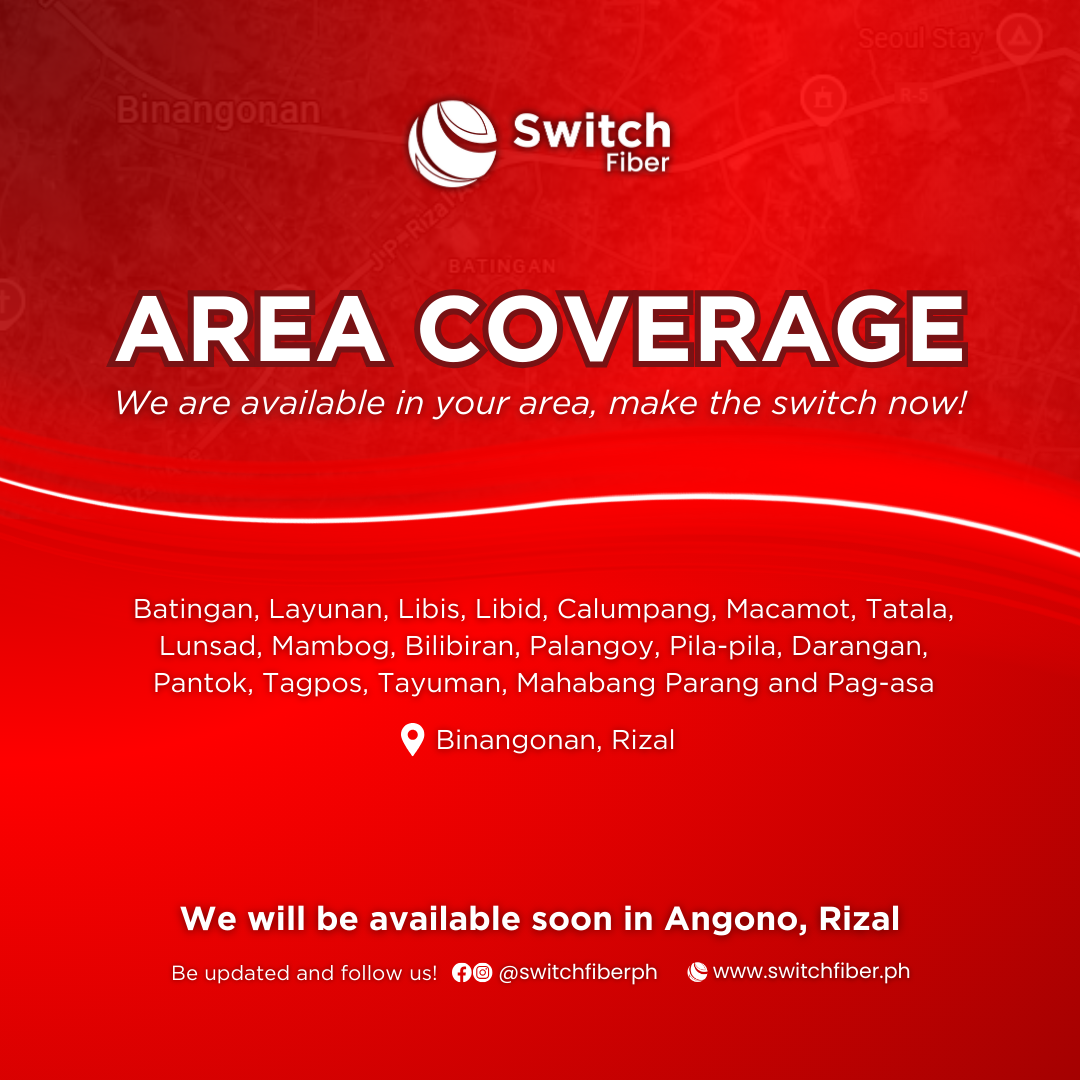 Seoul Stay
R-5
Binangonan
Switch
Fiber
J.P. Rizal
BATINGAN
AREA COVERAGE
We are available in your area, make the switch now!
Batingan, Layunan, Libis, Libid, Calumpang, Macamot, Tatala,
Lunsad, Mambog, Bilibiran, Palangoy, Pila-pila, Darangan,
Pantok, Tagpos, Tayuman, Mahabang Parang and Pag-asa
Binangonan, Rizal
We will be available soon in Angono, Rizal
Be updated and follow us! @switchfiberph www.switchfiber.ph